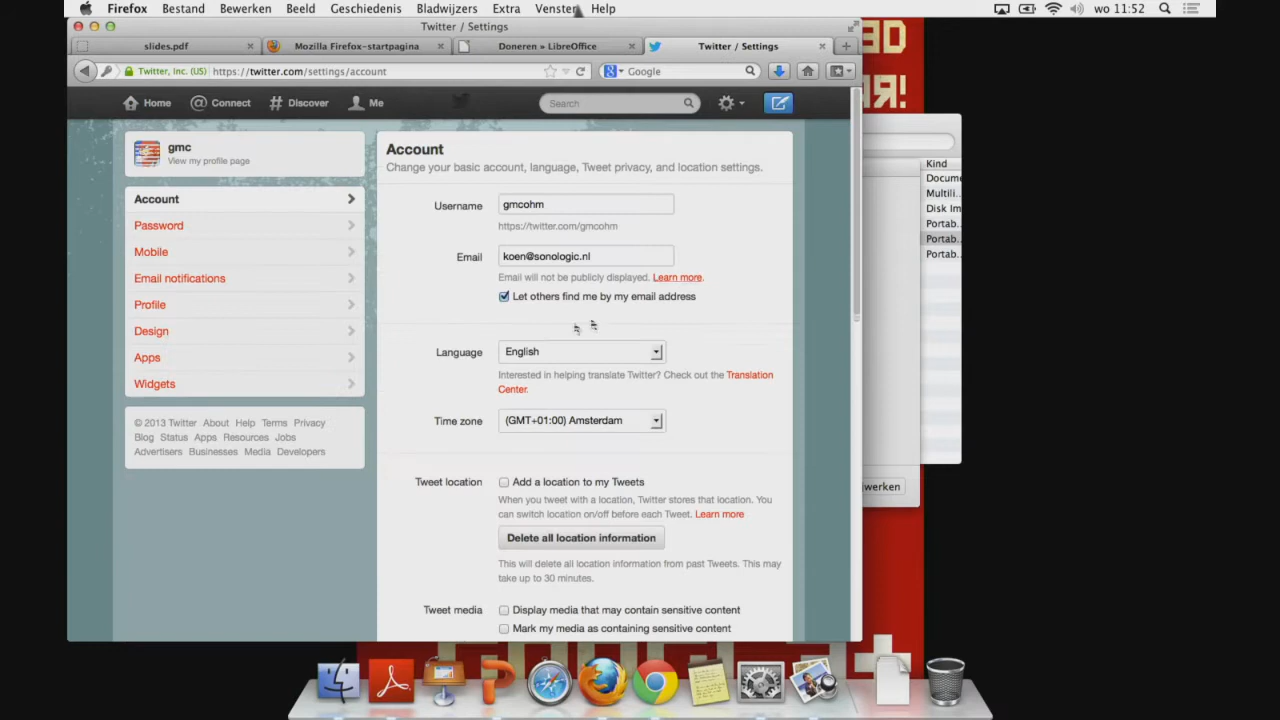 Firefox Bestand Bewerken Beeld Geschiedenis Bladwijzers Extra Venster Help wo 11:52
Twitter / Settings
slides.pdf Mozilla Firefox-startpagina Doneren » LibreOffice Twitter / Settings
Twitter, Inc. (US) https://twitter.com/settings/account Google
Home Connect Discover Me Search
gmc
View my profile page
Account
Password
Mobile
Email notifications
Profile
Design
Apps
Widgets
© 2013 Twitter About Help Terms Privacy
Blog Status Apps Resources Jobs
Advertisers Businesses Media Developers
Account
Change your basic account, language, Tweet privacy, and location settings.
Username gmcohm
https://twitter.com/gmcohm
Email koen@sonologic.nl
Email will not be publicly displayed. Learn more.
Let others find me by my email address
Language English
Interested in helping translate Twitter? Check out the Translation
Center.
Time zone (GMT+01:00) Amsterdam
Tweet location Add a location to my Tweets
When you tweet with a location, Twitter stores that location. You
can switch location on/off before each Tweet. Learn more
Delete all location information
This will delete all location information from past Tweets. This may
take up to 30 minutes.
Tweet media Display media that may contain sensitive content
Mark my media as containing sensitive content
Kind
Docume
Multili
Disk Im
Portab..
Portab..
Portab..
werken